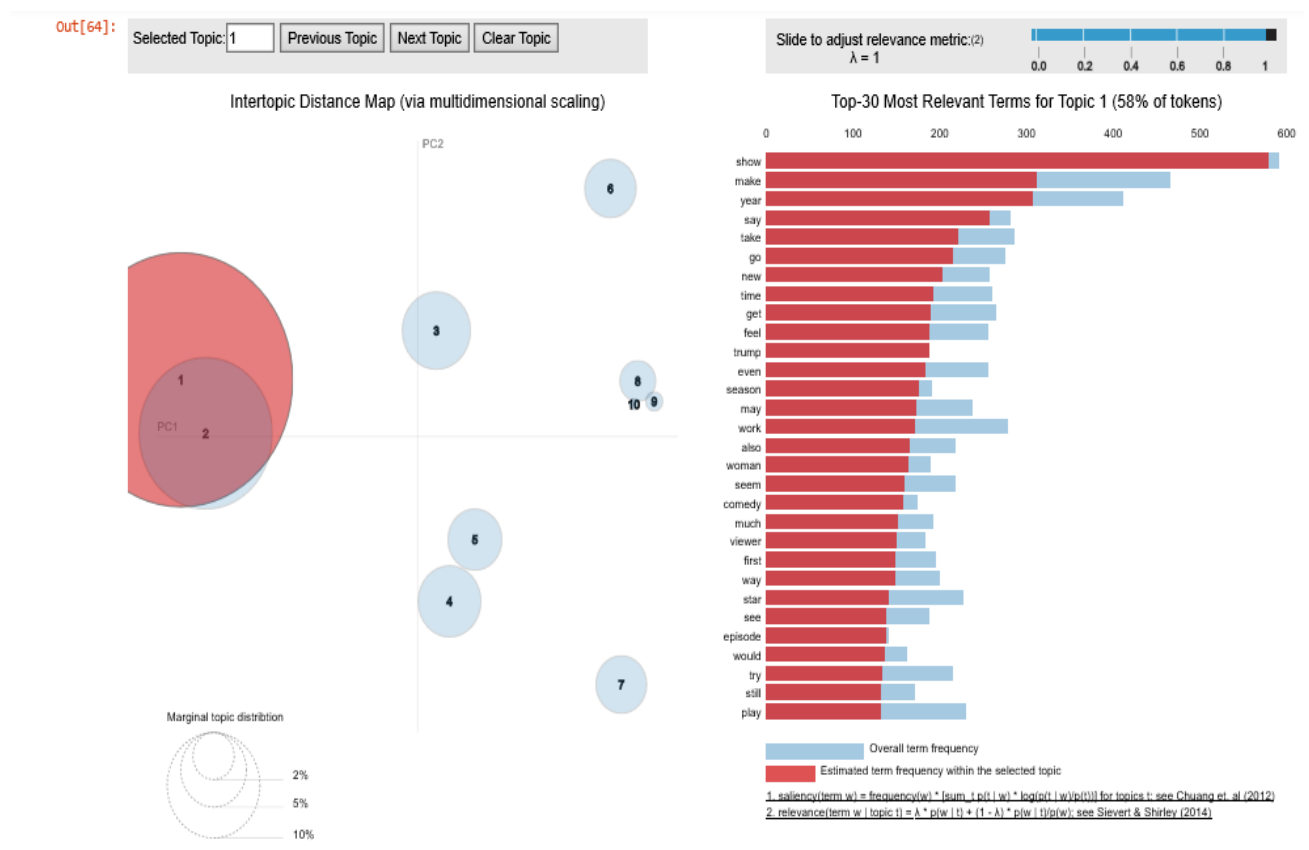 Out[64]:
Selected Topic: 1 Previous Topic Next Topic Clear Topic
Slide to adjust relevance metric:(2)
λ = 1
0.0 0.2 0.4 0.6 0.8 1
Intertopic Distance Map (via multidimensional scaling)
PC2
PC1
6
3
1
2
8
10 9
5
4
7
Marginal topic distribtion
2%
5%
10%
Top-30 Most Relevant Terms for Topic 1 (58% of tokens)
0 100 200 300 400 500 600
show
make
year
say
take
go
new
time
get
feel
trump
even
season
may
work
also
woman
seem
comedy
much
viewer
first
way
star
see
episode
would
try
still
play
Overall term frequency
Estimated term frequency within the selected topic
1. saliency(term w) = frequency(w) * [sum_t p(t | w) * log(p(t | w)/p(t))] for topics t; see Chuang et. al (2012)
2. relevance(term w | topic t) = λ * p(w | t) + (1 - λ) * p(w | t)/p(w); see Sievert & Shirley (2014)